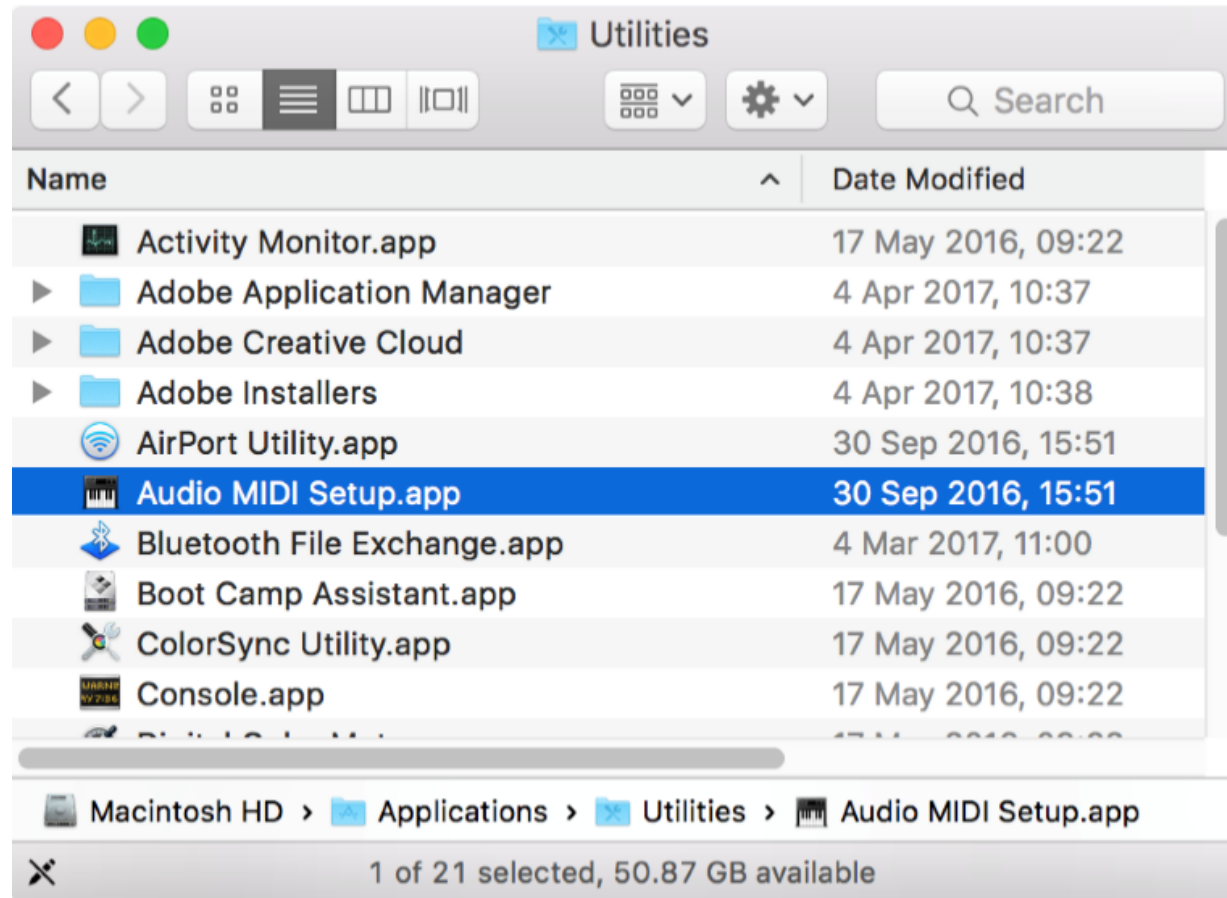 Utilities
Search
Name Date Modified
Activity Monitor.app 17 May 2016, 09:22
Adobe Application Manager 4 Apr 2017, 10:37
Adobe Creative Cloud 4 Apr 2017, 10:37
Adobe Installers 4 Apr 2017, 10:38
AirPort Utility.app 30 Sep 2016, 15:51
Audio MIDI Setup.app 30 Sep 2016, 15:51
Bluetooth File Exchange.app 4 Mar 2017, 11:00
Boot Camp Assistant.app 17 May 2016, 09:22
ColorSync Utility.app 17 May 2016, 09:22
Console.app 17 May 2016, 09:22
Macintosh HD › Applications › Utilities › Audio MIDI Setup.app
1 of 21 selected, 50.87 GB available